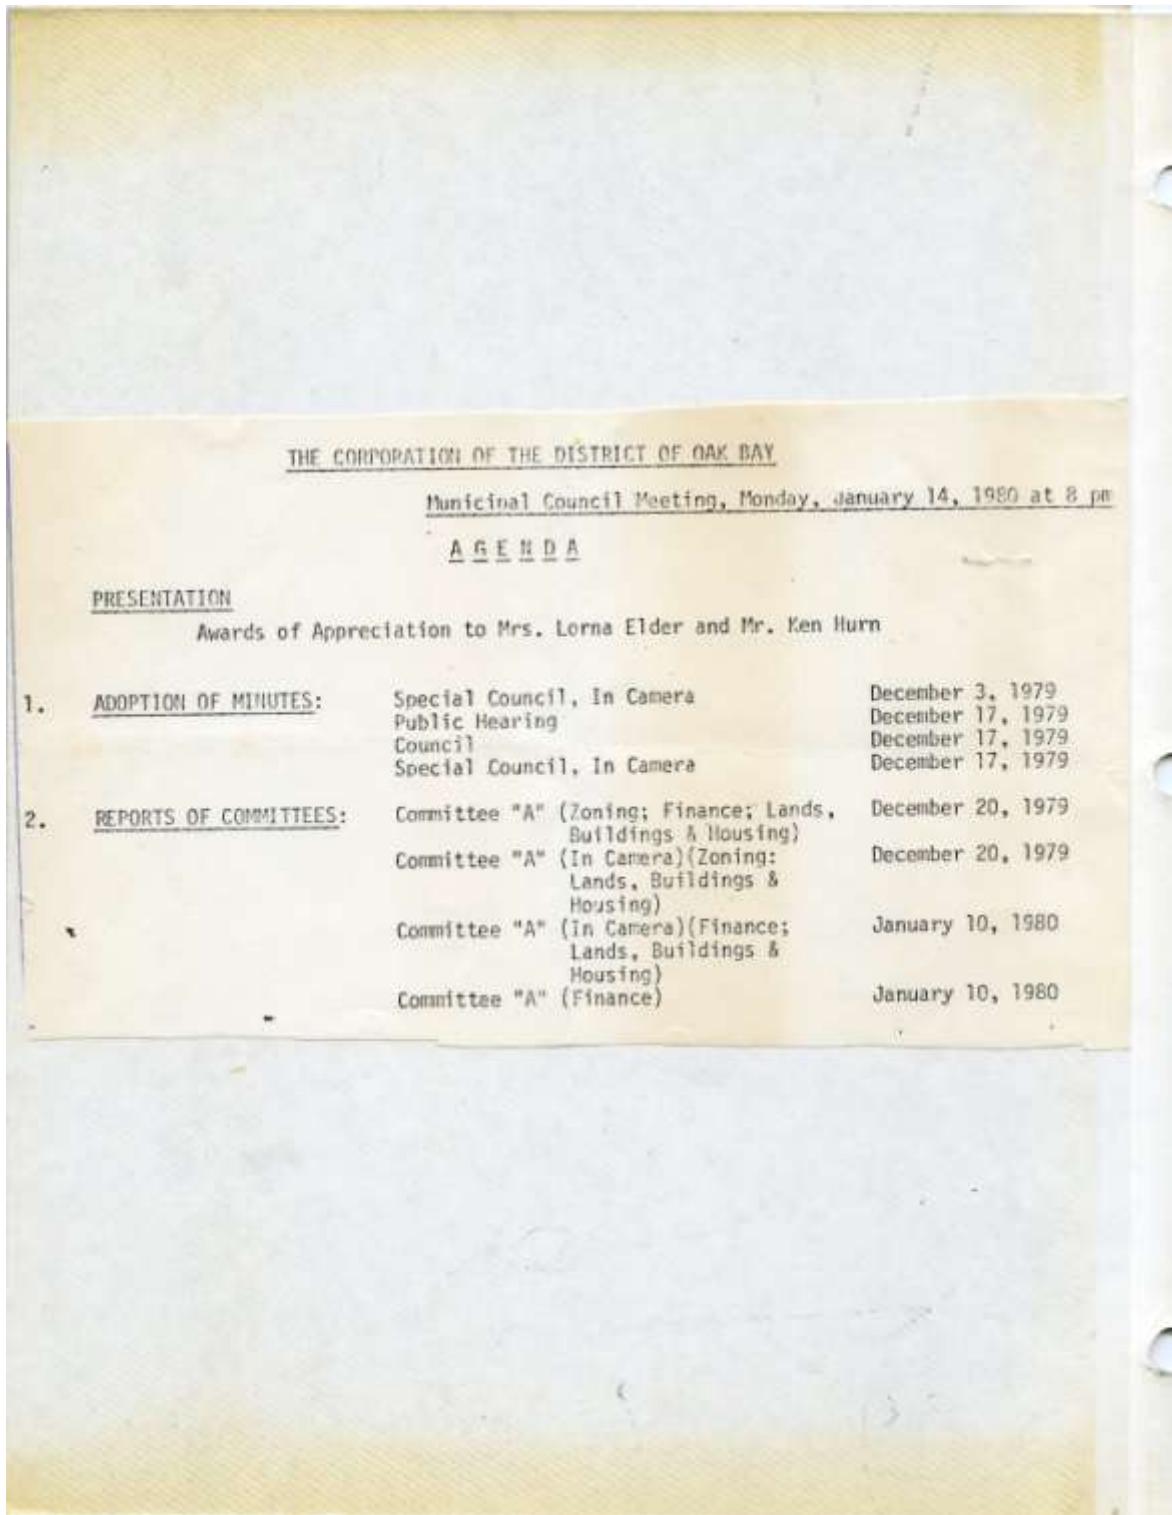 THE CORPORATION OF THE DISTRICT OF OAK BAY
Municipal Council Meeting, Monday, January 14, 1980 at 8 pm
A G E N D A
PRESENTATION
Awards of Appreciation to Mrs. Lorna Elder and Mr. Ken Hurn
1. ADOPTION OF MINUTES: Special Council, In Camera December 3, 1979
Public Hearing December 17, 1979
Council December 17, 1979
Special Council, In Camera December 17, 1979
2. REPORTS OF COMMITTEES: Committee "A" (Zoning; Finance; Lands, December 20, 1979
Buildings & Housing)
Committee "A" (In Camera)(Zoning: December 20, 1979
Lands, Buildings &
Housing)
Committee "A" (In Camera)(Finance; January 10, 1980
Lands, Buildings &
Housing)
Committee "A" (Finance) January 10, 1980